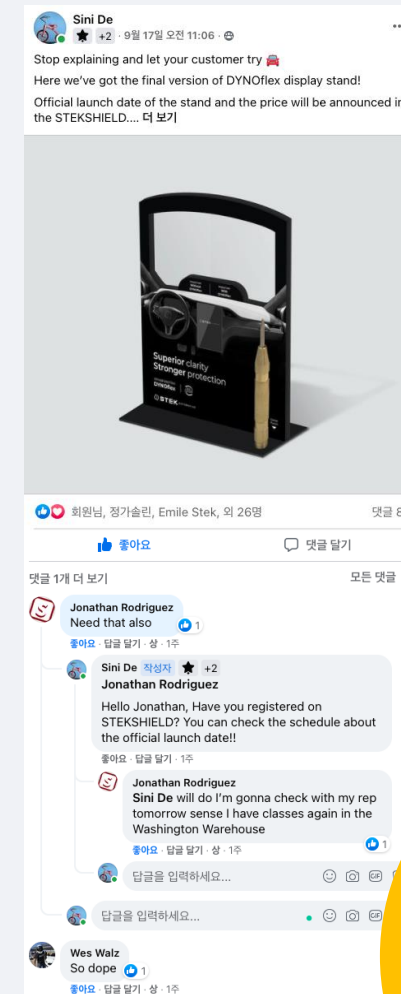 Sini De
+2 · 9월 17일 오전 11:06 ·
Stop explaining and let your customer try 🚘
Here we've got the final version of DYNOflex display stand!
Official launch date of the stand and the price will be announced in
the STEKSHIELD.... 더 보기
Superior clarity
Stronger protection
DYNOflex
STEK
회원님, 정가솔린, Emile Stek, 외 26명
댓글 8
좋아요
댓글 달기
댓글 1개 더 보기
모든 댓글
Jonathan Rodriguez
Need that also
1
좋아요 · 답글 달기 · 상 · 1주
Sini De 작성자 +2
Jonathan Rodriguez
Hello Jonathan, Have you registered on
STEKSHIELD? You can check the schedule about
the official launch date!!
좋아요 · 답글 달기 · 1주
Jonathan Rodriguez
Sini De will do I'm gonna check with my rep
tomorrow sense I have classes again in the
Washington Warehouse
1
좋아요 · 답글 달기 · 상 · 1주
답글을 입력하세요...
GIF
답글을 입력하세요...
GIF
Wes Walz
So dope
1
좋아요 · 답글 달기 · 상 · 1주